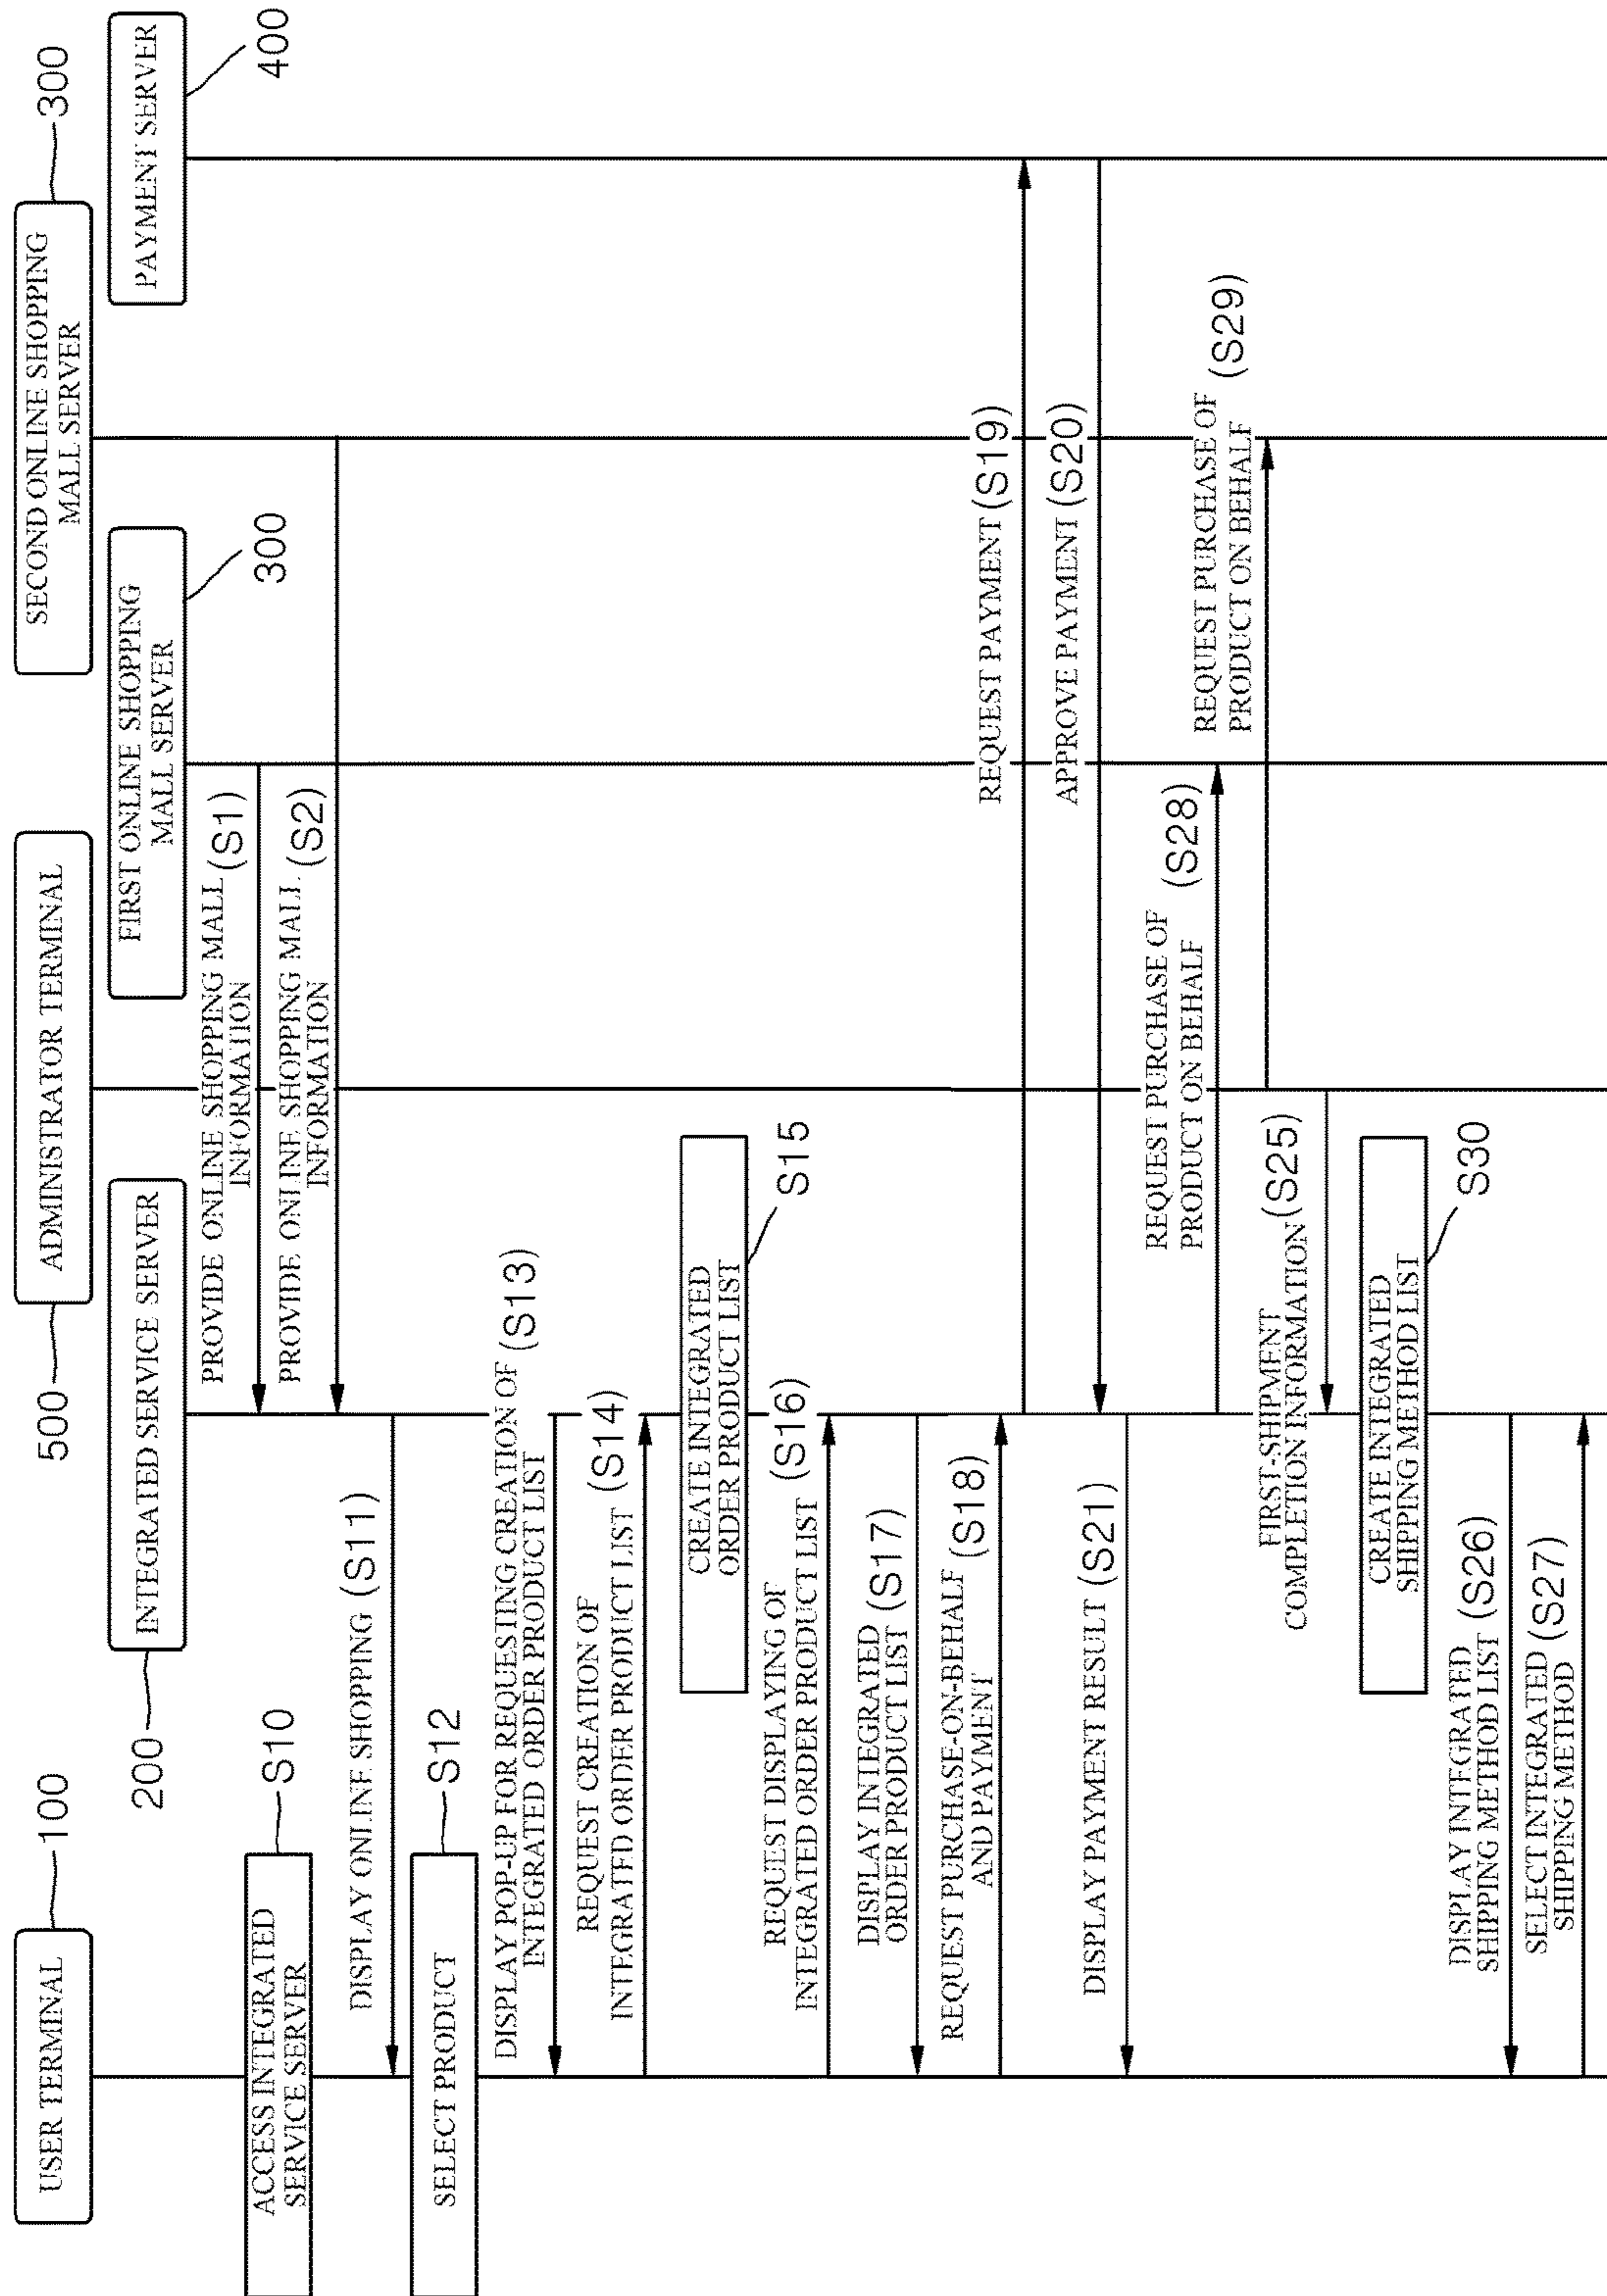 USER TERMINAL
100
500
ADMINISTRATOR TERMINAL
SECOND ONLINE SHOPPING
MALL SERVER
300
200
INTEGRATED SERVICE SERVER
FIRST ONLINE SHOPPING
MALL SERVER
300
PAYMENT SERVER
400
PROVIDE ONLINE SHOPPING MALL (S1)
INFORMATION
ACCESS INTEGRATED
SERVICE SERVER
S10
PROVIDE ONLINE SHOPPING MALL (S2)
INFORMATION
DISPLAY ONLINE SHOPPING (S11)
SELECT PRODUCT
S12
DISPLAY POP-UP FOR REQUESTING CREATION OF (S13)
INTEGRATED ORDER PRODUCT LIST
REQUEST CREATION OF
INTEGRATED ORDER PRODUCT LIST (S14)
CREATE INTEGRATED
ORDER PRODUCT LIST
S15
REQUEST DISPLAYING OF
INTEGRATED ORDER PRODUCT LIST (S16)
DISPLAY INTEGRATED
ORDER PRODUCT LIST (S17)
REQUEST PURCHASE-ON-BEHALF
AND PAYMENT (S18)
REQUEST PAYMENT (S19)
APPROVE PAYMENT (S20)
DISPLAY PAYMENT RESULT (S21)
REQUEST PURCHASE OF
PRODUCT ON BEHALF (S28)
REQUEST PURCHASE OF
PRODUCT ON BEHALF (S29)
FIRST-SHIPMENT
COMPLETION INFORMATION (S25)
CREATE INTEGRATED
SHIPPING METHOD LIST
S30
DISPLAY INTEGRATED
SHIPPING METHOD LIST (S26)
SELECT INTEGRATED
SHIPPING METHOD (S27)